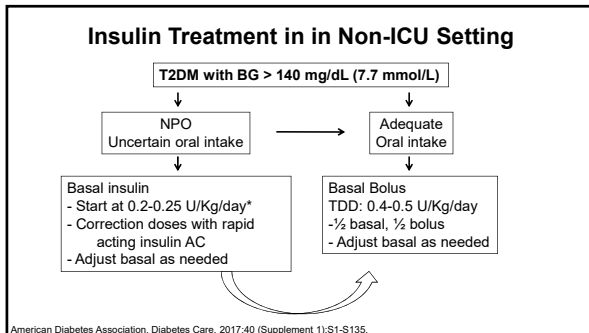 Insulin Treatment in in Non-ICU Setting
T2DM with BG > 140 mg/dL (7.7 mmol/L)
NPO
Uncertain oral intake
Adequate
Oral intake
Basal insulin
- Start at 0.2-0.25 U/Kg/day*
- Correction doses with rapid
acting insulin AC
- Adjust basal as needed
Basal Bolus
TDD: 0.4-0.5 U/Kg/day
-½ basal, ½ bolus
- Adjust basal as needed
American Diabetes Association. Diabetes Care. 2017;40 (Supplement 1):S1-S135.